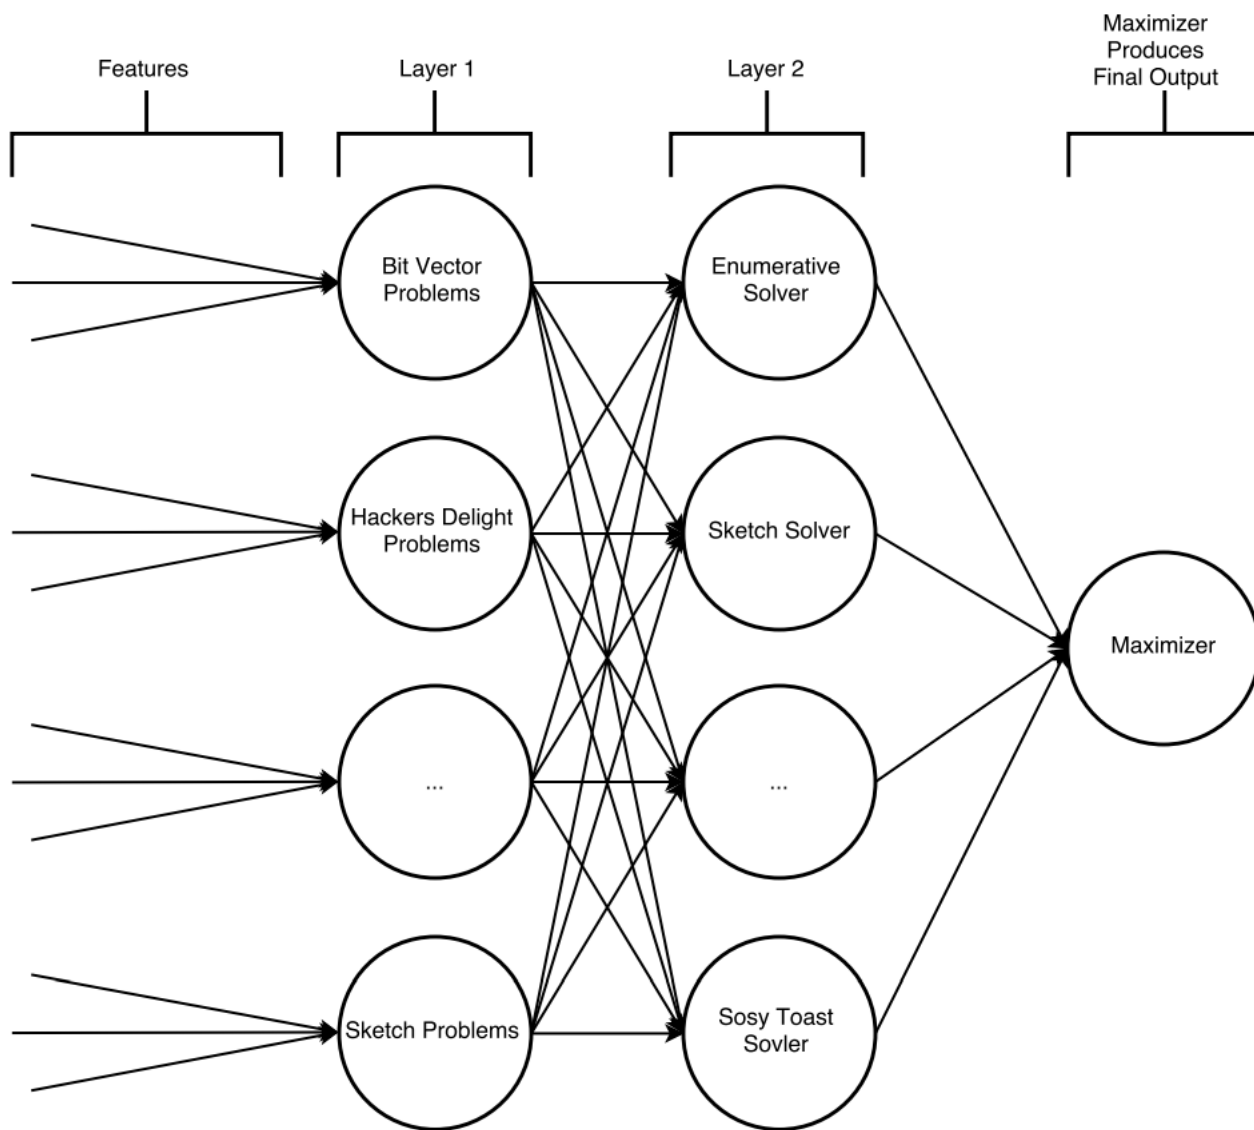 Features
Layer 1
Layer 2
Maximizer
Produces
Final Output
Bit Vector
Problems
Enumerative
Solver
Hackers Delight
Problems
Sketch Solver
Maximizer
...
...
Sketch Problems
Sosy Toast
Sovler